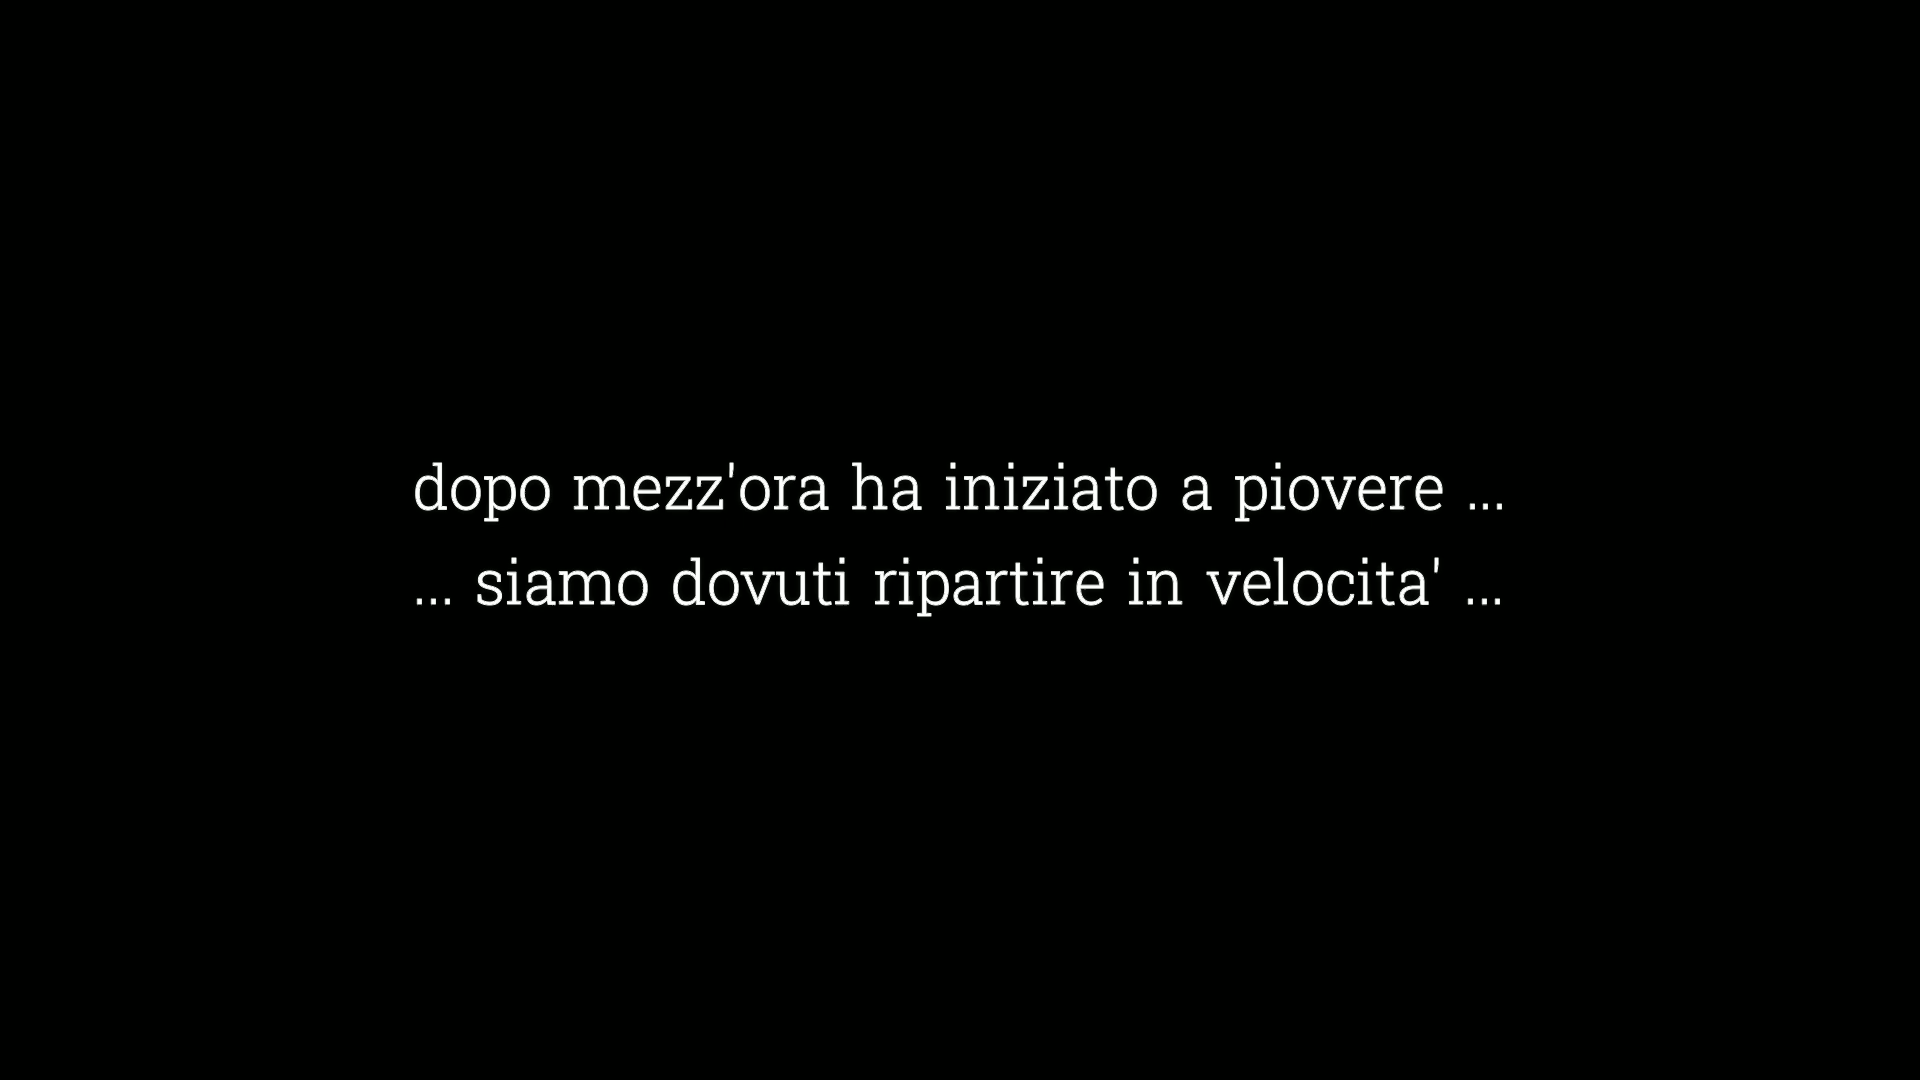 dopo mezz'ora ha iniziato a piovere ...
... siamo dovuti ripartire in velocita' ...